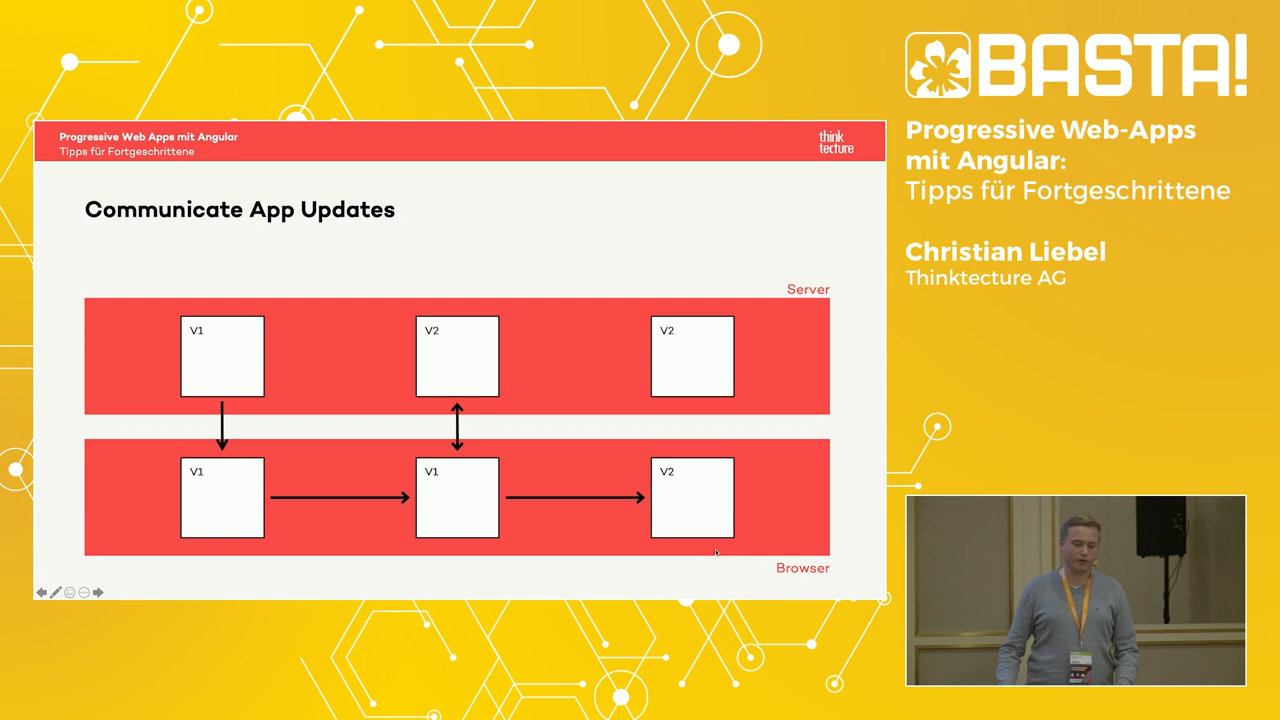 BASTA!
Progressive Web-Apps
mit Angular:
Tipps für Fortgeschrittene
Christian Liebel
Thinktecture AG
Progressive Web Apps mit Angular
Tipps für Fortgeschrittene
think
tecture
Communicate App Updates
Server
V1
V2
V2
V1
V1
V2
Browser